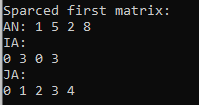 Sparced first matrix:
AN: 1 5 2 8
IA:
0 3 0 3
JA:
0 1 2 3 4